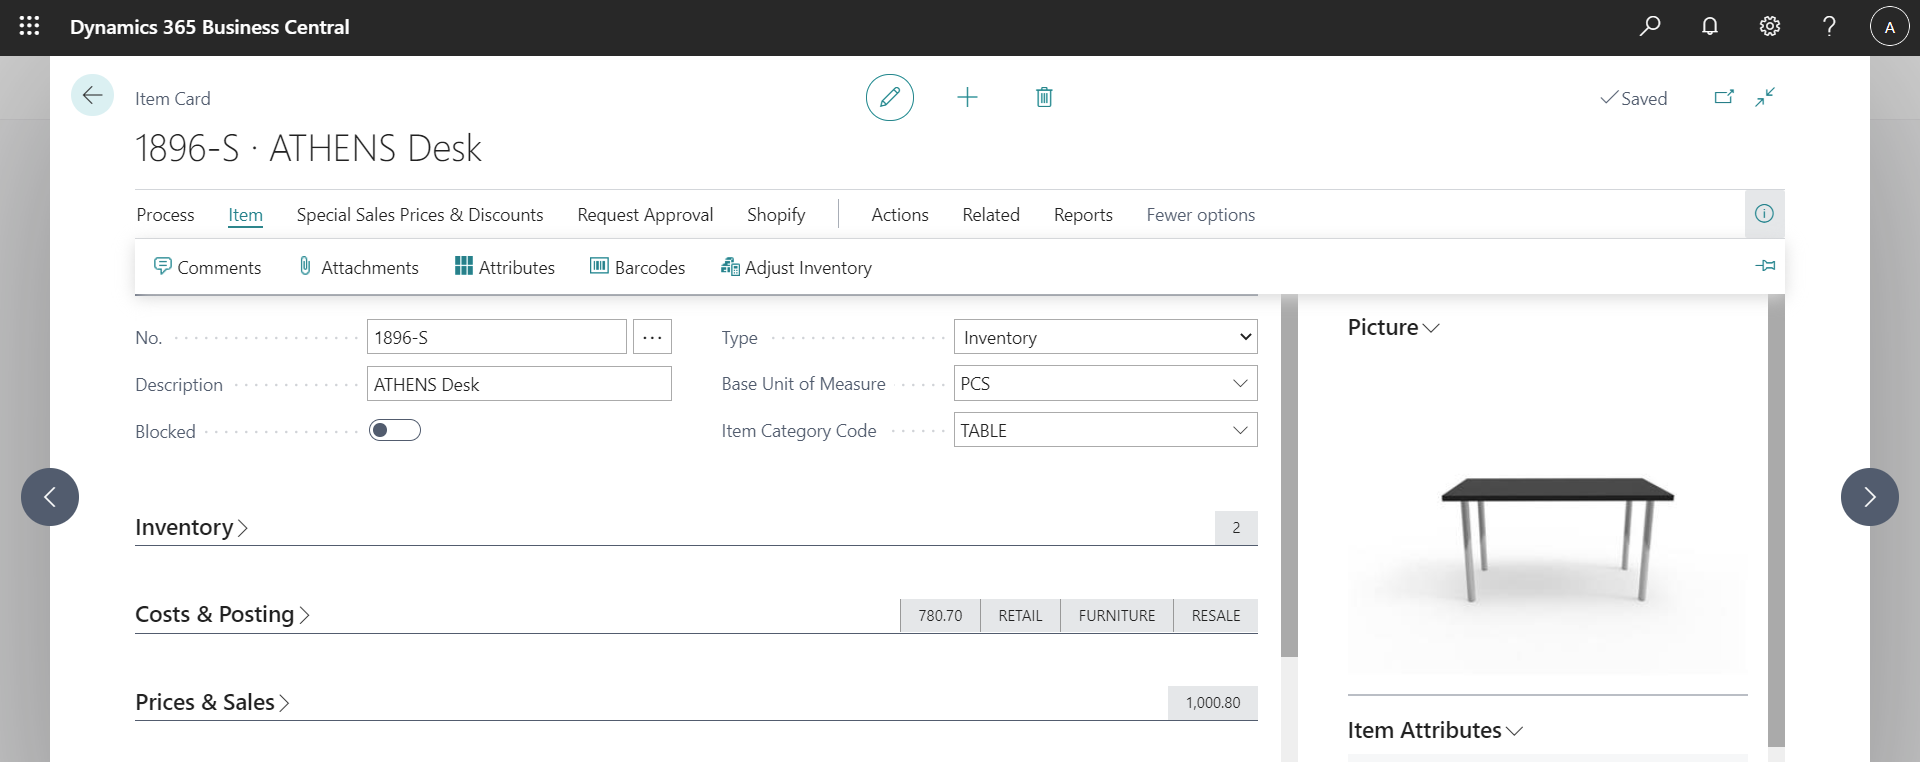 Dynamics 365 Business Central
A
Item Card
Saved
1896-S · ATHENS Desk
Process Item Special Sales Prices & Discounts Request Approval Shopify Actions Related Reports Fewer options
Comments Attachments Attributes Barcodes Adjust Inventory
No. 1896-S ... Type Inventory
Description ATHENS Desk Base Unit of Measure PCS
Blocked Item Category Code TABLE
Inventory 2
Costs & Posting 780.70 RETAIL FURNITURE RESALE
Prices & Sales 1,000.80
Picture
Item Attributes